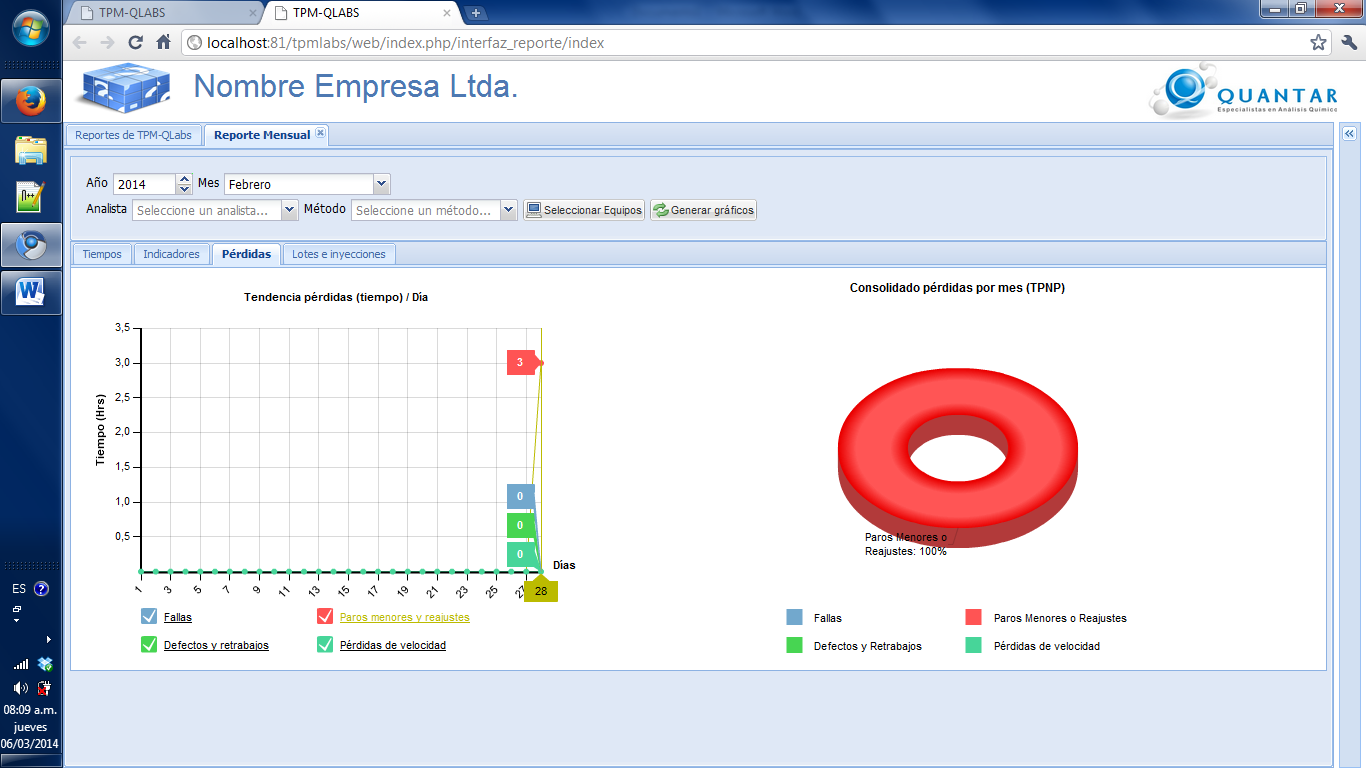 TPM-QLABS
TPM-QLABS
localhost:81/tpmlabs/web/index.php/interfaz_reporte/index
Nombre Empresa Ltda.
QUANTAR
Especialistas en Análisis Químico
Reportes de TPM-QLabs
Reporte Mensual
Año 2014 Mes Febrero
Analista Seleccione un analista... Método Seleccione un método... Seleccionar Equipos Generar gráficos
Tiempos Indicadores Pérdidas Lotes e inyecciones
Tendencia pérdidas (tiempo) / Día
Tiempo (Hrs)
3,5
3,0
2,5
2,0
1,5
1,0
0,5
3
0
0
0
Días
1 3 5 7 9 11 13 15 17 19 21 23 25 27 28
Fallas
Paros menores y reajustes
Defectos y retrabajos
Pérdidas de velocidad
Consolidado pérdidas por mes (TPNP)
Paros Menores o
Reajustes: 100%
Fallas
Paros Menores o Reajustes
Defectos y Retrabajos
Pérdidas de velocidad
ES
08:09 a.m.
jueves
06/03/2014